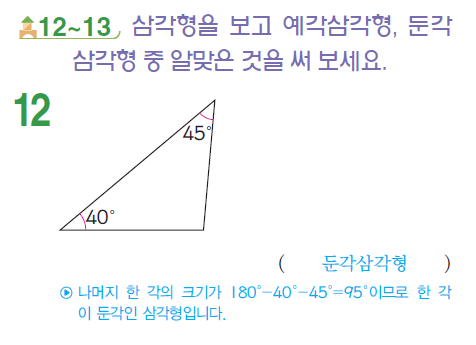 12~13 삼각형을 보고 예각삼각형, 둔각
삼각형 중 알맞은 것을 써 보세요.
12
45°
40°
( 둔각삼각형 )
나머지 한 각의 크기가 180°-40°-45°=95°이므로 한 각
이 둔각인 삼각형입니다.